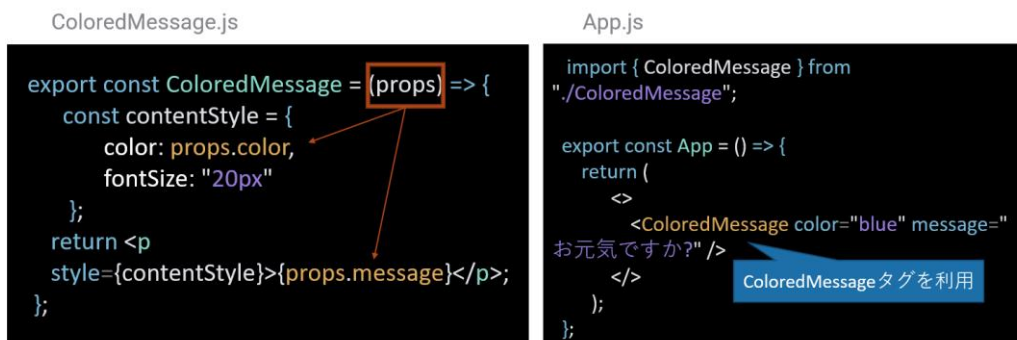 ColoredMessage.js
export const ColoredMessage = (props) => {
const contentStyle = {
color: props.color,
fontSize: "20px"
};
return <p
style={contentStyle}>{props.message}</p>;
};
App.js
import { ColoredMessage } from
"./ColoredMessage";
export const App = () => {
return (
<>
<ColoredMessage color="blue" message="
お元気ですか?" />
</>
ColoredMessageタグを利用
);
};